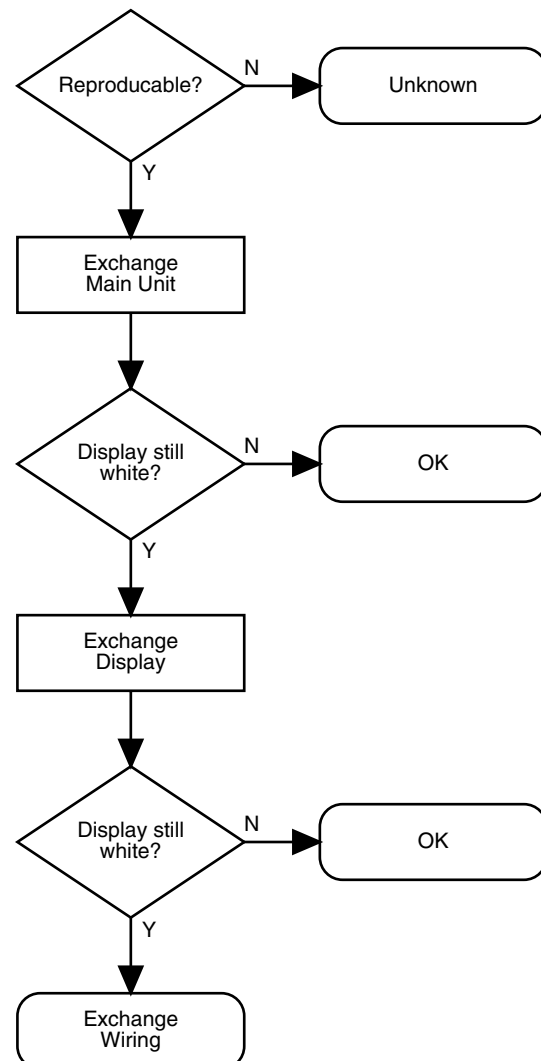 Reproducable?
N
Unknown
Y
Exchange
Main Unit
Display still
white?
N
OK
Y
Exchange
Display
Display still
white?
N
OK
Y
Exchange
Wiring